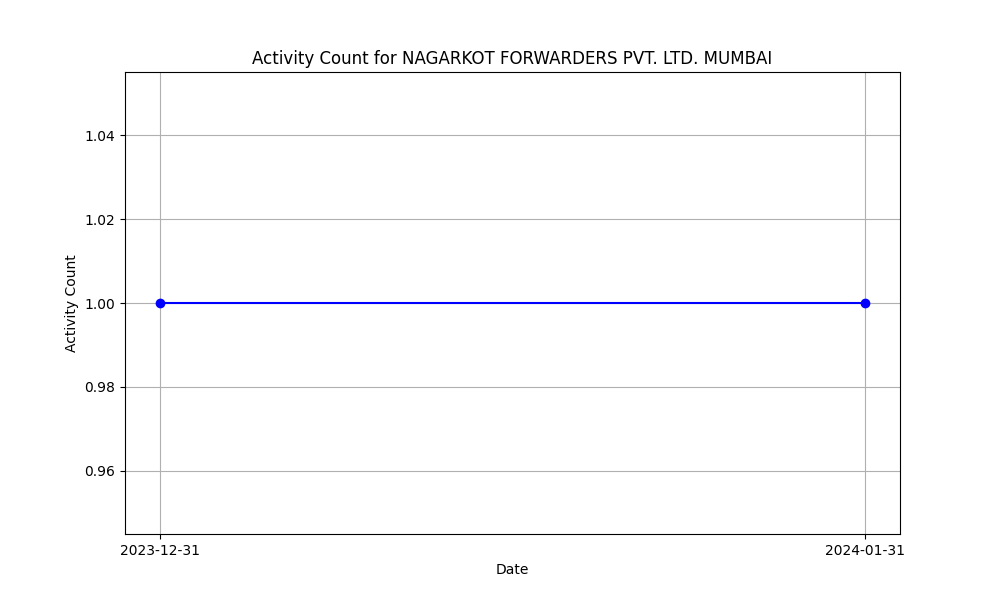 Activity Count for NAGARKOT FORWARDERS PVT. LTD. MUMBAI
1.04
1.02
1.00
0.98
0.96
Activity Count
2023-12-31
2024-01-31
Date